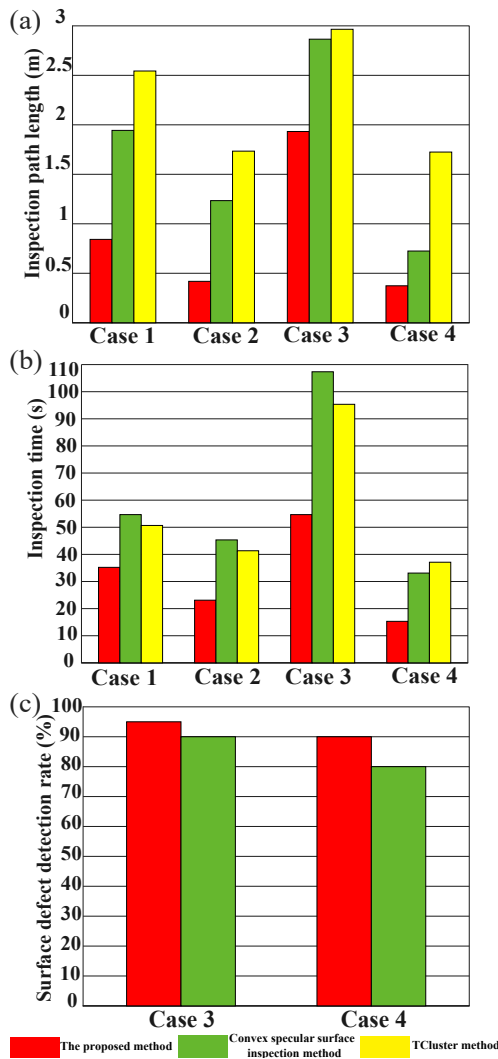 (a)
Inspection path length (m)
3
2.5
2
1.5
1
0.5
0
Case 1 Case 2 Case 3 Case 4
(b)
Inspection time (s)
110
100
90
80
70
60
50
40
30
20
10
0
Case 1 Case 2 Case 3 Case 4
(c)
Surface defect detection rate (%)
100
90
80
70
60
50
40
30
20
10
0
Case 3 Case 4
The proposed method
Convex specular surface
inspection method
TCluster method